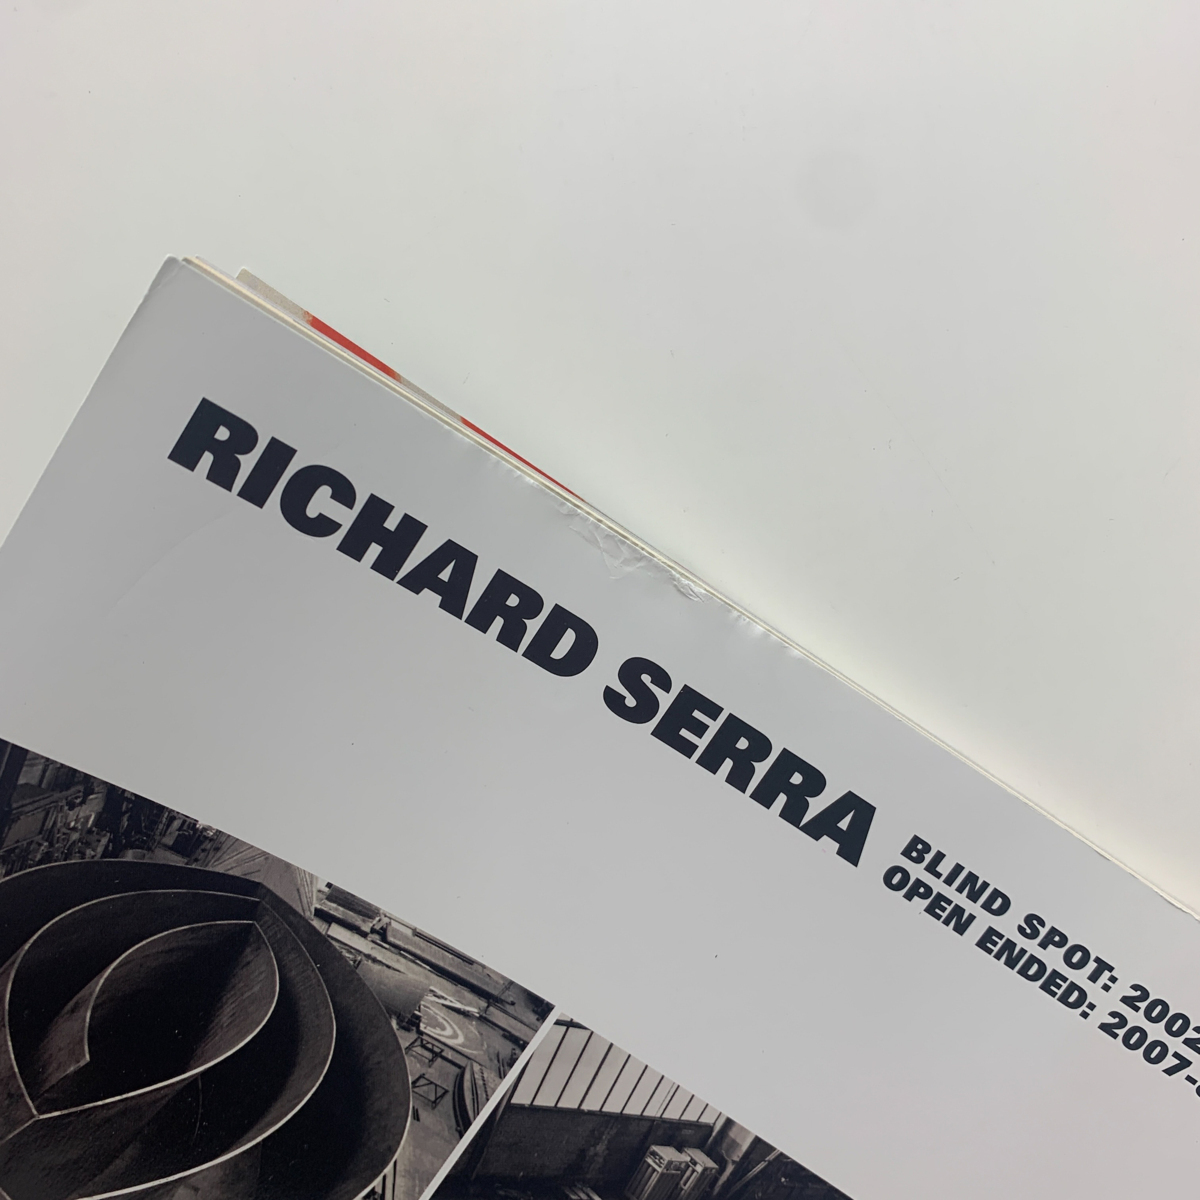 RICHARD SERRA
BLIND SPOT: 2002
OPEN ENDED: 2007-